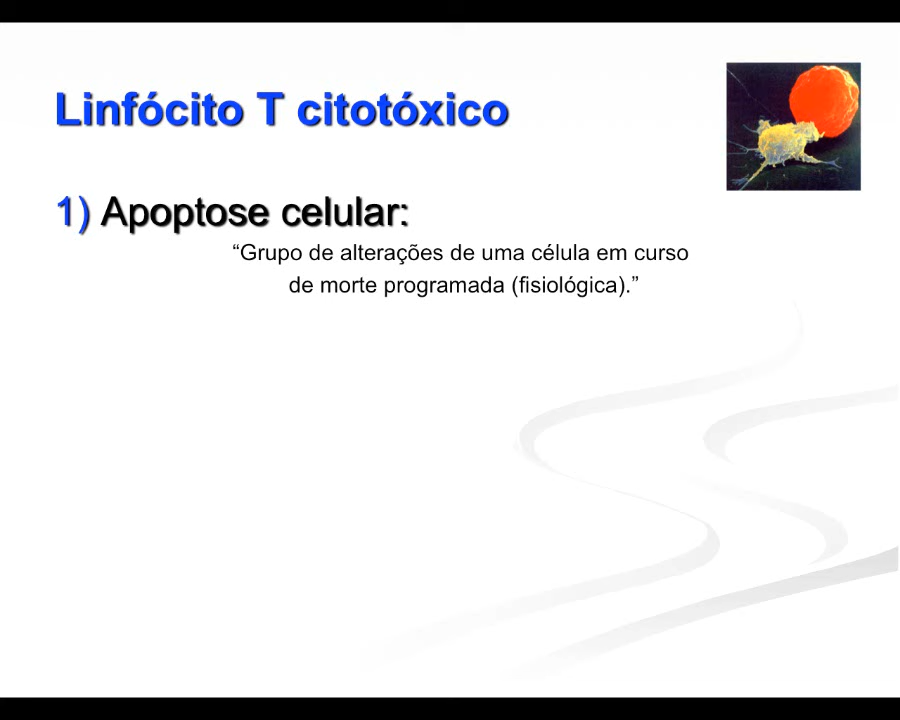 Linfócito T citotóxico
1) Apoptose celular:
“Grupo de alterações de uma célula em curso
de morte programada (fisiológica).”